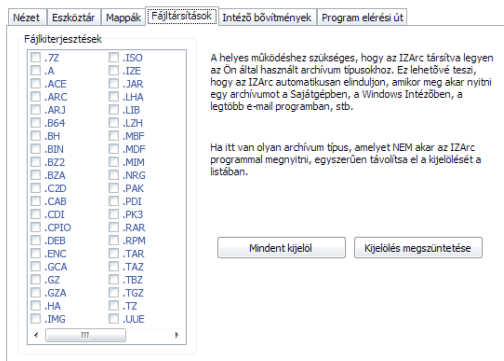 Nézet Eszköztár Mappák Fájltársítások Intéző bővítmények Program elérési út
Fájlkiterjesztések
.7Z
.A
.ACE
.ARC
.ARJ
.B64
.BH
.BIN
.BZ2
.BZA
.C2D
.CAB
.CDI
.CPIO
.DEB
.ENC
.GCA
.GZ
.GZA
.HA
.IMG
.ISO
.IZE
.JAR
.LHA
.LIB
.LZH
.MBF
.MDF
.MIM
.NRG
.PAK
.PDI
.PK3
.RAR
.RPM
.TAR
.TAZ
.TBZ
.TGZ
.TZ
.UUE
A helyes működéshez szükséges, hogy az IZArc társítva legyen
az Ön által használt archívum típusokhoz. Ez lehetővé teszi,
hogy az IZArc automatikusan elinduljon, amikor meg akar nyitni
egy archívumot a Sajátgépben, a Windows Intézőben, a
legtöbb e-mail programban, stb.
Ha itt van olyan archívum típus, amelyet NEM akar az IZArc
programmal megnyitni, egyszerűen távolítsa el a kijelölését a
listában.
Mindent kijelöl
Kijelölés megszüntetése